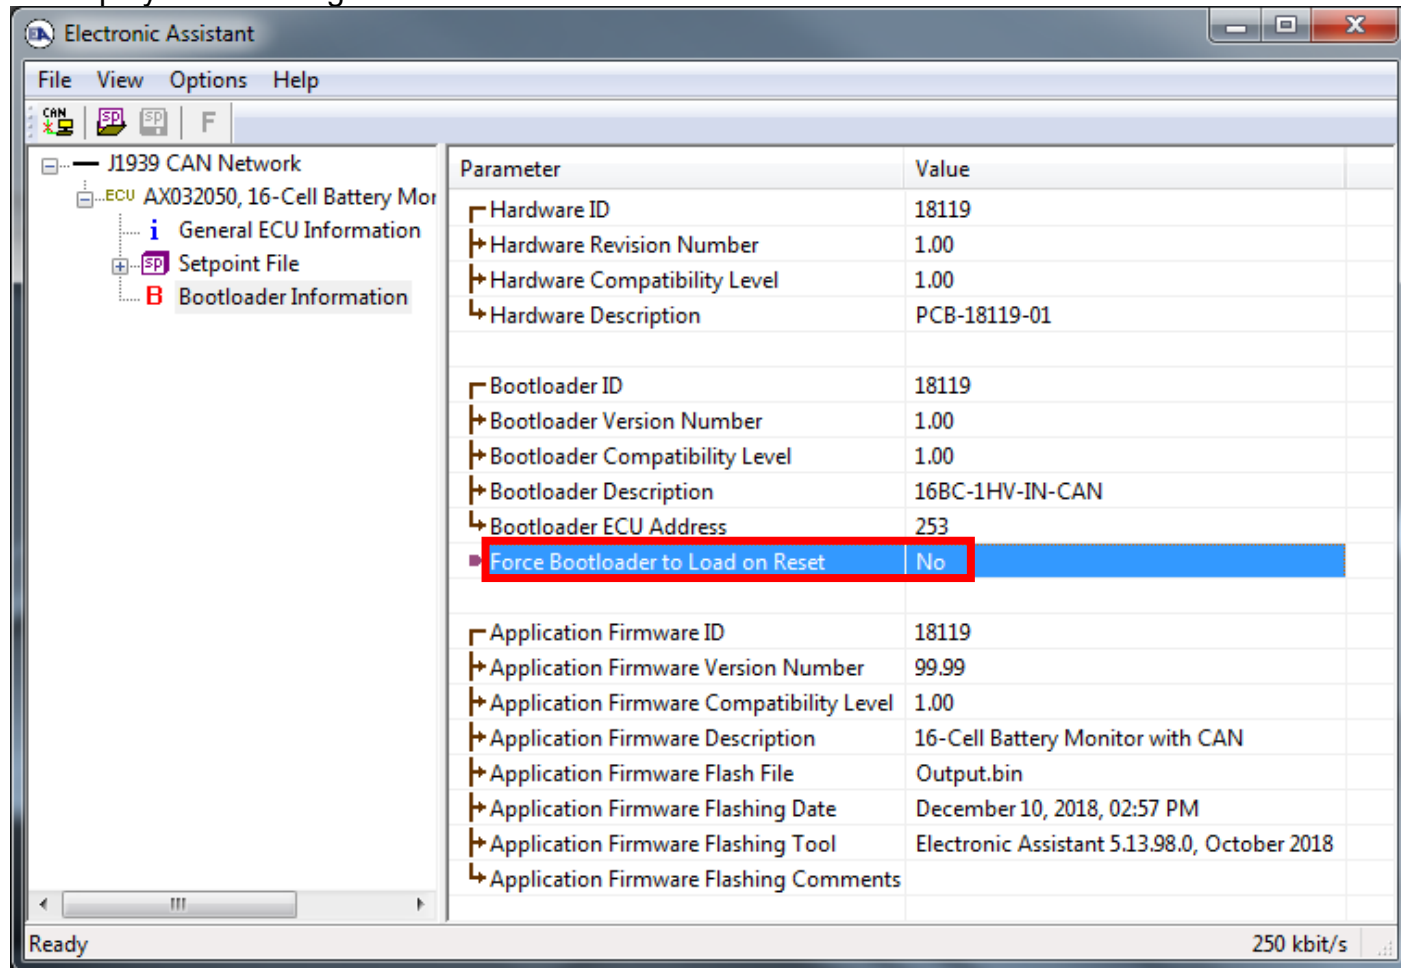 Electronic Assistant
File View Options Help
CAN SP SP F
J1939 CAN Network
ECU AX032050, 16-Cell Battery Mor
i General ECU Information
SP Setpoint File
B Bootloader Information
Parameter Value
Hardware ID 18119
Hardware Revision Number 1.00
Hardware Compatibility Level 1.00
Hardware Description PCB-18119-01
Bootloader ID 18119
Bootloader Version Number 1.00
Bootloader Compatibility Level 1.00
Bootloader Description 16BC-1HV-IN-CAN
Bootloader ECU Address 253
Force Bootloader to Load on Reset No
Application Firmware ID 18119
Application Firmware Version Number 99.99
Application Firmware Compatibility Level 1.00
Application Firmware Description 16-Cell Battery Monitor with CAN
Application Firmware Flash File Output.bin
Application Firmware Flashing Date December 10, 2018, 02:57 PM
Application Firmware Flashing Tool Electronic Assistant 5.13.98.0, October 2018
Application Firmware Flashing Comments
Ready 250 kbit/s